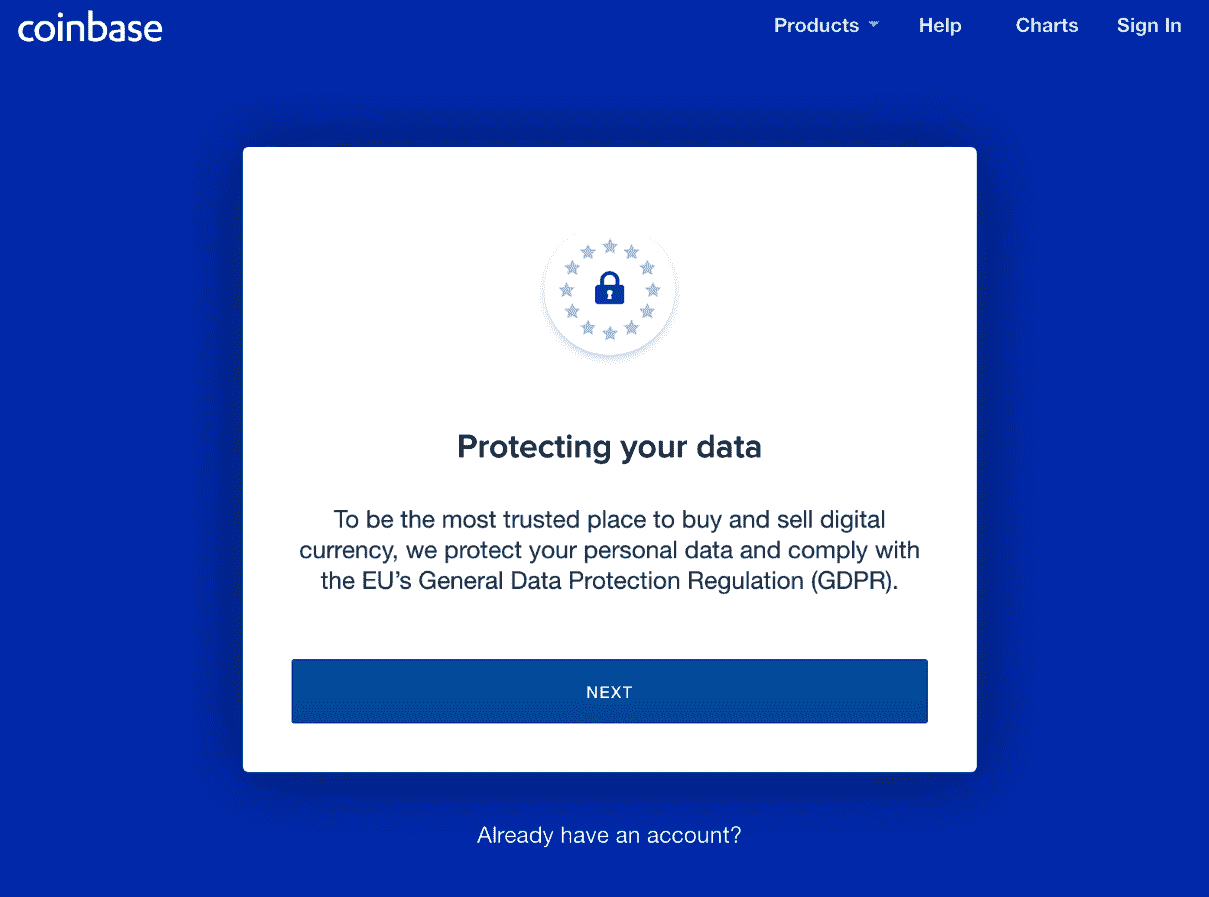 coinbase
Products
Help
Charts
Sign In
Protecting your data
To be the most trusted place to buy and sell digital
currency, we protect your personal data and comply with
the EU’s General Data Protection Regulation (GDPR).
NEXT
Already have an account?